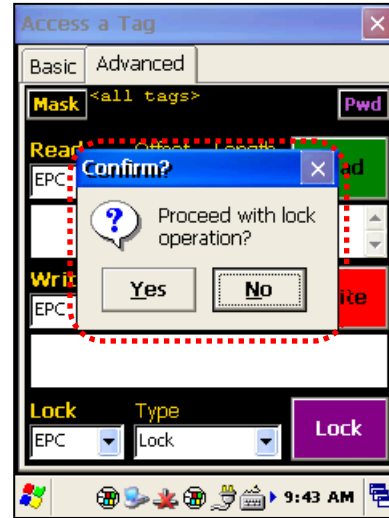 Access a Tag
Basic Advanced
Mask <all tags> Pwd
Read Offset Length
EPC ad
Confirm?
Proceed with lock
operation?
Yes No
Wri ite
EPC
Lock Type
EPC Lock Lock
9:43 AM